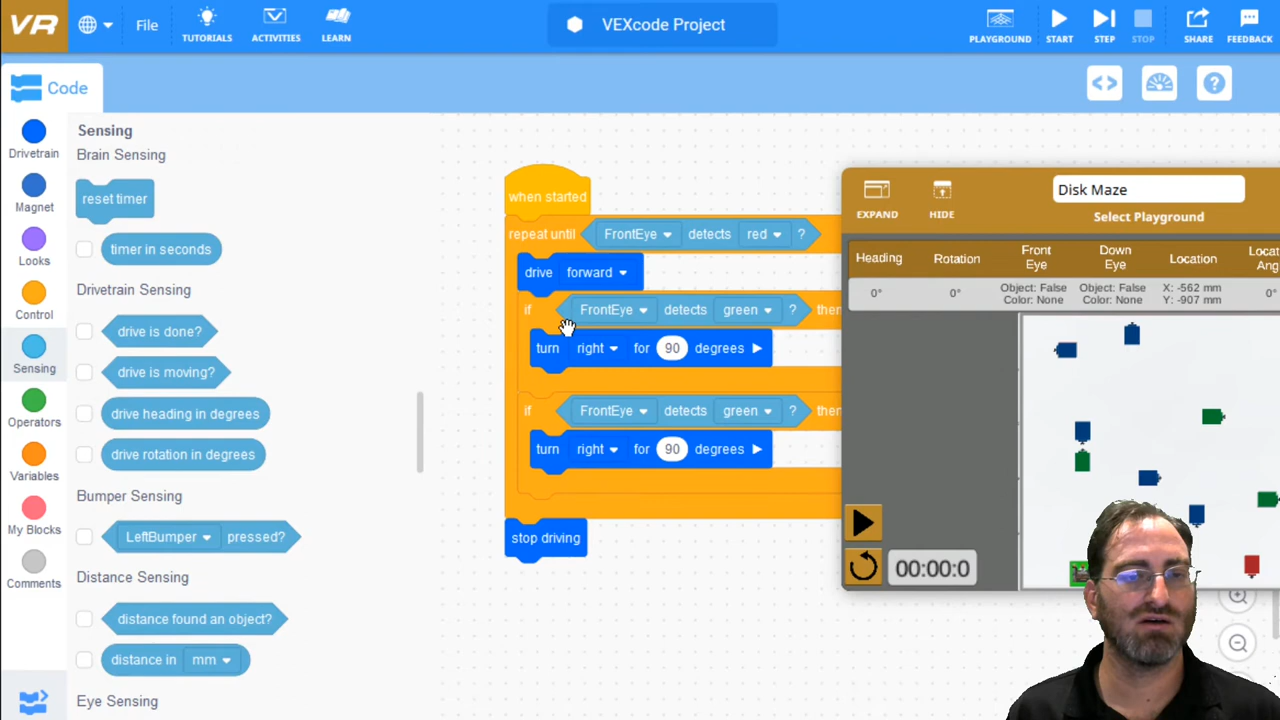 VR
File
TUTORIALS
ACTIVITIES
LEARN
VEXcode Project
PLAYGROUND
START
STEP
STOP
SHARE
FEEDBACK
Code
Drivetrain
Magnet
Looks
Control
Sensing
Operators
Variables
My Blocks
Comments
Sensing
Brain Sensing
reset timer
timer in seconds
Drivetrain Sensing
drive is done?
drive is moving?
drive heading in degrees
drive rotation in degrees
Bumper Sensing
LeftBumper pressed?
Distance Sensing
distance found an object?
distance in mm
Eye Sensing
when started
repeat until FrontEye detects red ?
drive forward
if FrontEye detects green ? then
turn right for 90 degrees
if FrontEye detects green ? then
turn right for 90 degrees
stop driving
EXPAND
HIDE
Disk Maze
Select Playground
Heading
Rotation
Front
Eye
Down
Eye
Location
Locat
Ang
0°
0°
Object: False
Color: None
Object: False
Color: None
X: -562 mm
Y: -907 mm
0°
00:00:0